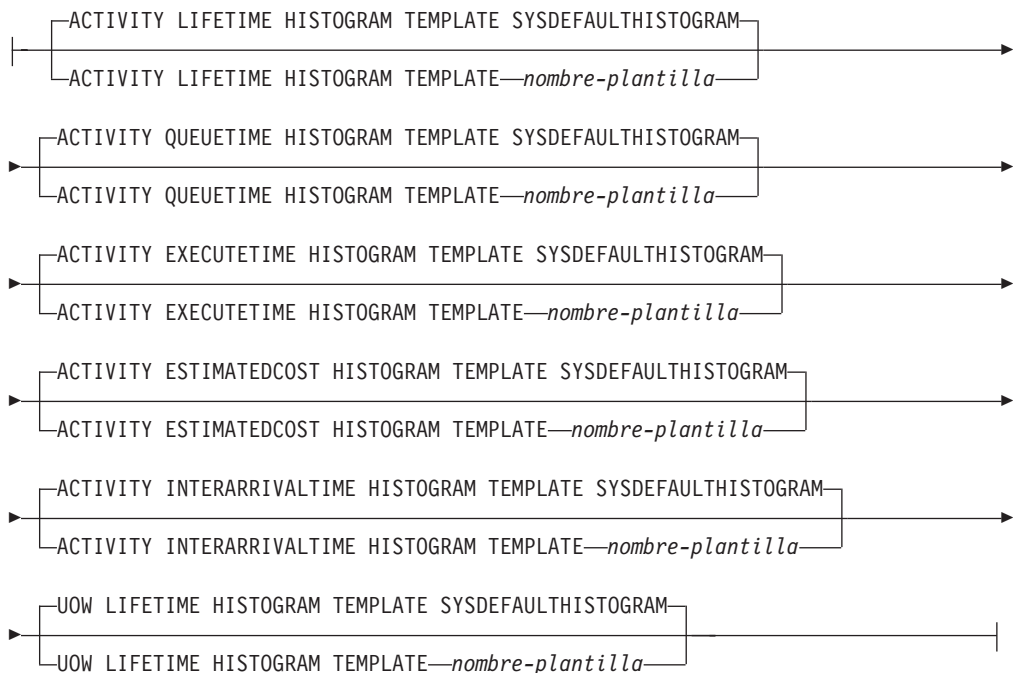 ACTIVITY LIFETIME HISTOGRAM TEMPLATE SYSDEFAULTHISTOGRAM
ACTIVITY LIFETIME HISTOGRAM TEMPLATE nombre-plantilla
ACTIVITY QUEUETIME HISTOGRAM TEMPLATE SYSDEFAULTHISTOGRAM
ACTIVITY QUEUETIME HISTOGRAM TEMPLATE nombre-plantilla
ACTIVITY EXECUTETIME HISTOGRAM TEMPLATE SYSDEFAULTHISTOGRAM
ACTIVITY EXECUTETIME HISTOGRAM TEMPLATE nombre-plantilla
ACTIVITY ESTIMATEDCOST HISTOGRAM TEMPLATE SYSDEFAULTHISTOGRAM
ACTIVITY ESTIMATEDCOST HISTOGRAM TEMPLATE nombre-plantilla
ACTIVITY INTERARRIVALTIME HISTOGRAM TEMPLATE SYSDEFAULTHISTOGRAM
ACTIVITY INTERARRIVALTIME HISTOGRAM TEMPLATE nombre-plantilla
UOW LIFETIME HISTOGRAM TEMPLATE SYSDEFAULTHISTOGRAM
UOW LIFETIME HISTOGRAM TEMPLATE nombre-plantilla